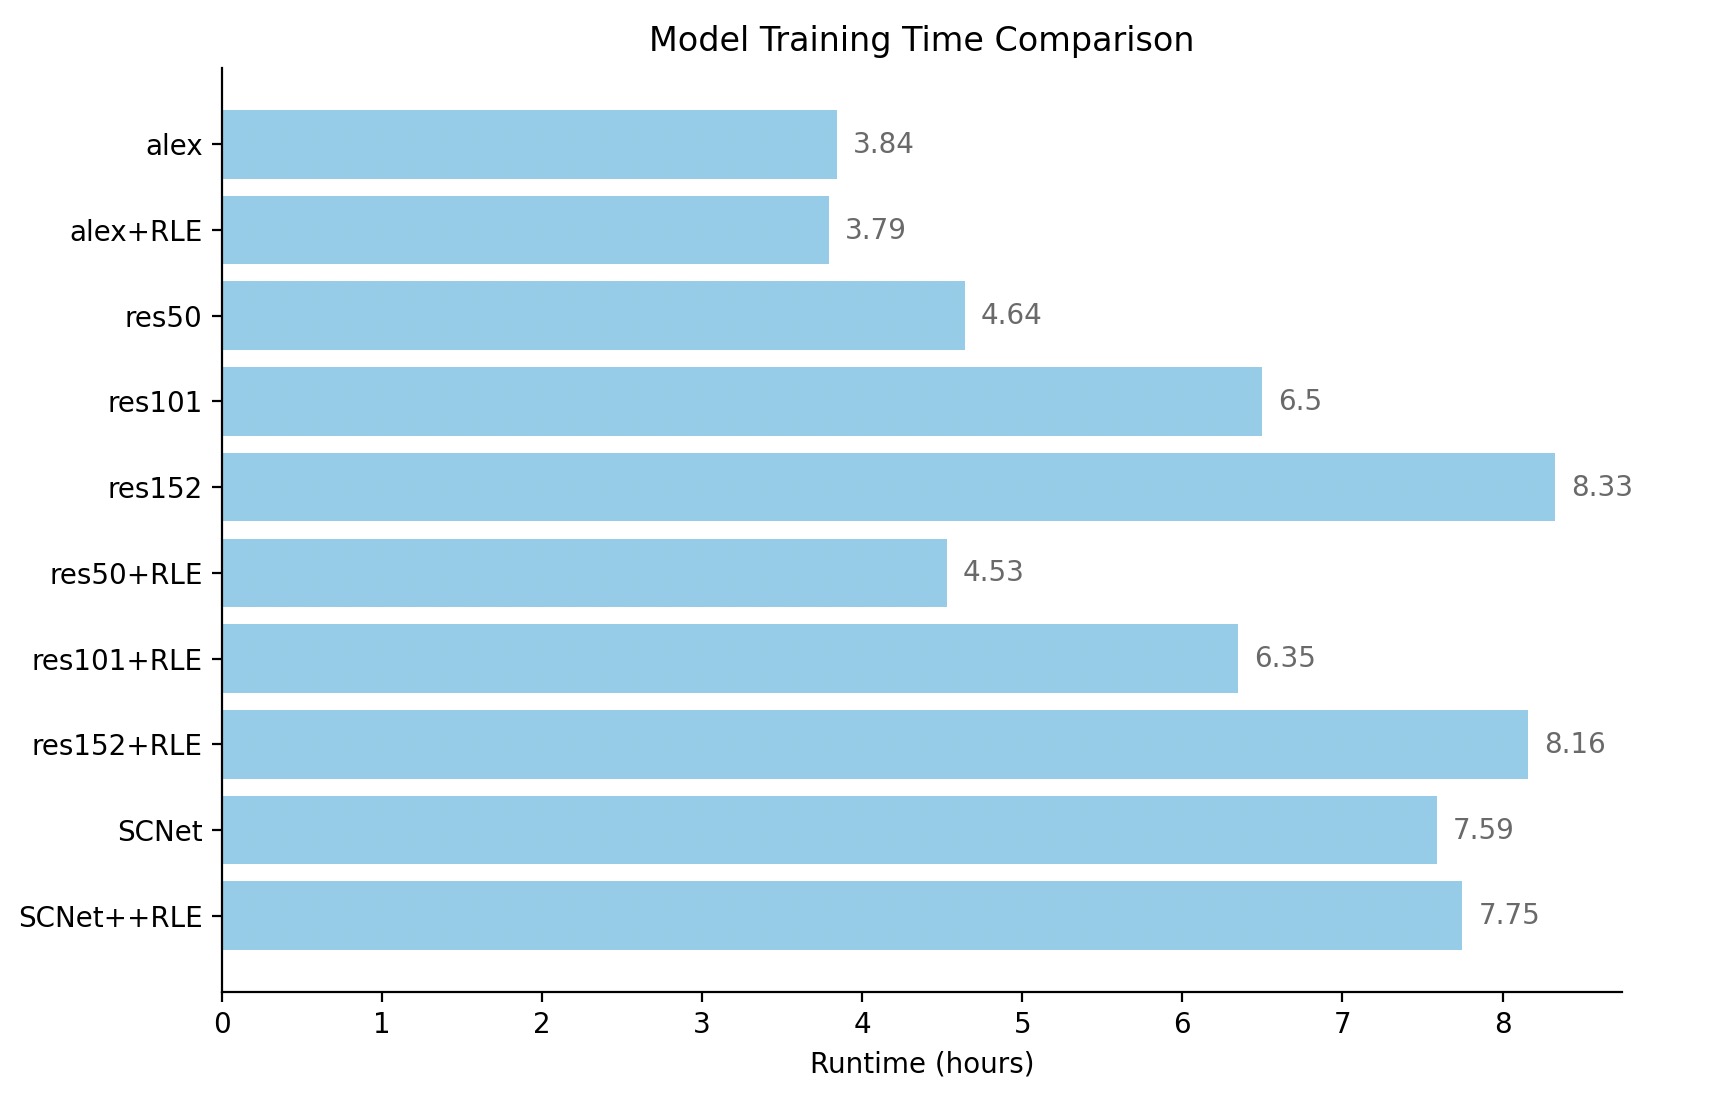 Model Training Time Comparison
alex 3.84
alex+RLE 3.79
res50 4.64
res101 6.5
res152 8.33
res50+RLE 4.53
res101+RLE 6.35
res152+RLE 8.16
SCNet 7.59
SCNet++RLE 7.75
0 1 2 3 4 5 6 7 8
Runtime (hours)